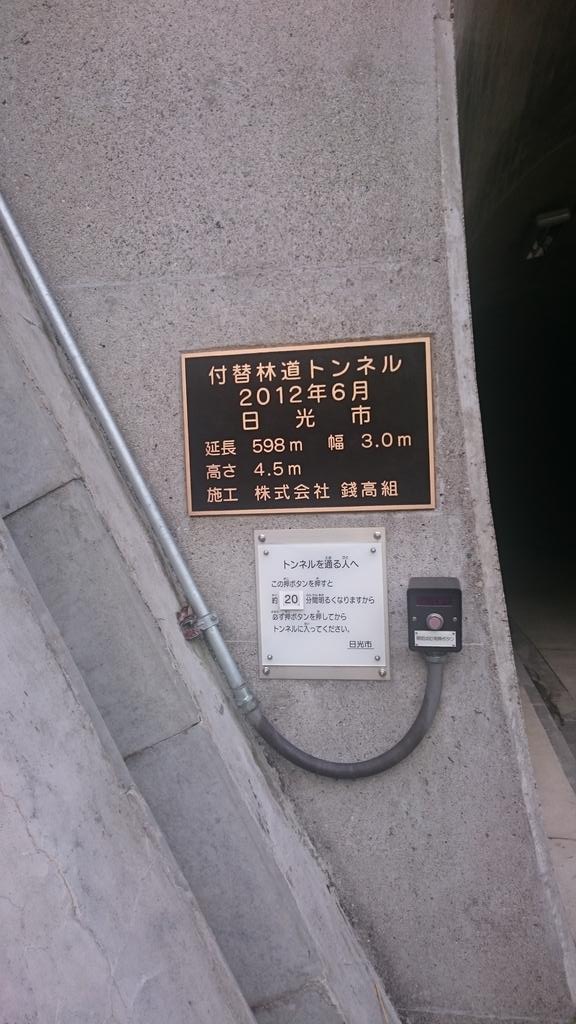 付替林道トンネル
2012年6月
日光市
延長 598m 幅 3.0m
高さ 4.5m
施工 株式会社 錢高組
トンネルを通る人へ
この押ボタンを押すと
約 20 分間明るくなりますから
必ず押ボタンを押してから
トンネルに入ってください。
日光市